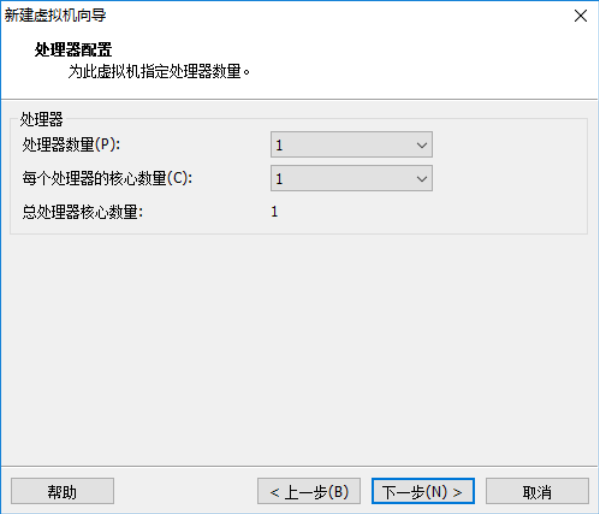 新建虚拟机向导
处理器配置
为此虚拟机指定处理器数量。
处理器
处理器数量(P): 1
每个处理器的核心数量(C): 1
总处理器核心数量: 1
帮助 < 上一步(B) 下一步(N) > 取消